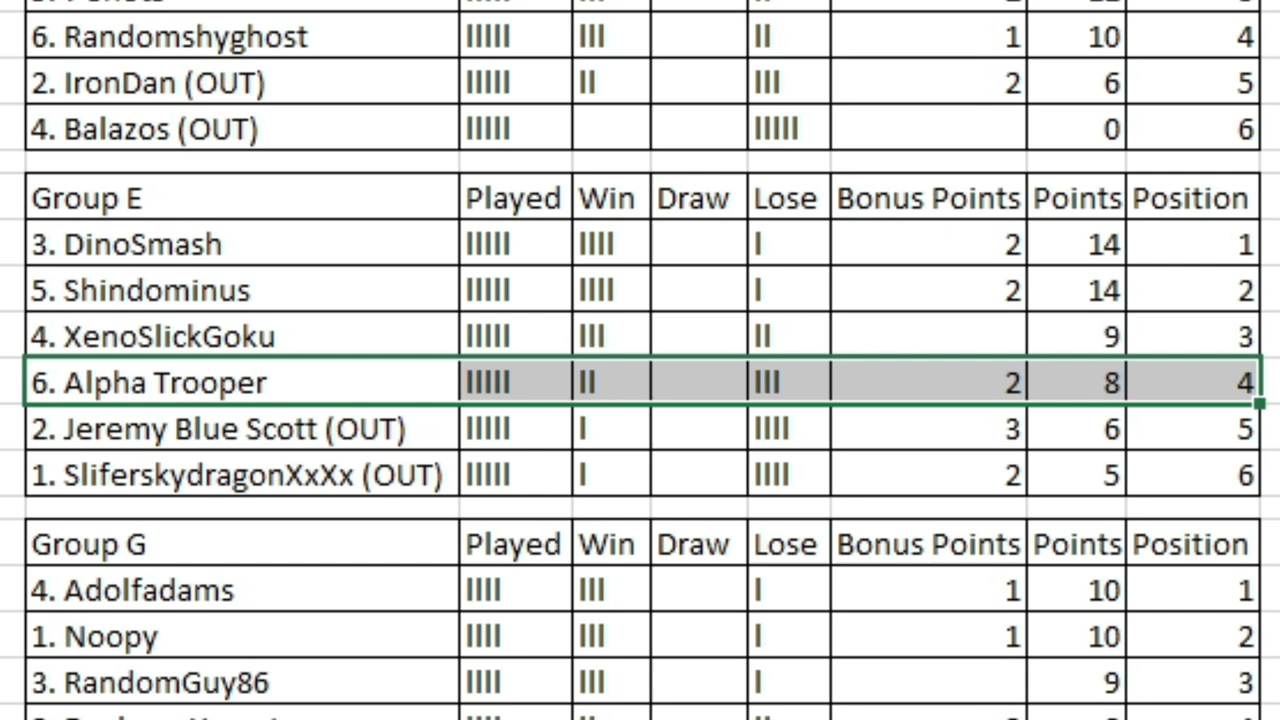 6. Randomshyghost IIIII III II 1 10 4
2. IronDan (OUT) IIIII II III 2 6 5
4. Balazos (OUT) IIIII IIIII 0 6
Group E Played Win Draw Lose Bonus Points Points Position
3. DinoSmash IIIII IIII I 2 14 1
5. Shindominus IIIII IIII I 2 14 2
4. XenoSlickGoku IIIII III II 9 3
6. Alpha Trooper IIIII II III 2 8 4
2. Jeremy Blue Scott (OUT) IIIII I IIII 3 6 5
1. SliferskydragonXxXx (OUT) IIIII I IIII 2 5 6
Group G Played Win Draw Lose Bonus Points Points Position
4. Adolfadams IIII III I 1 10 1
1. Noopy IIII III I 1 10 2
3. RandomGuy86 IIII III I 9 3